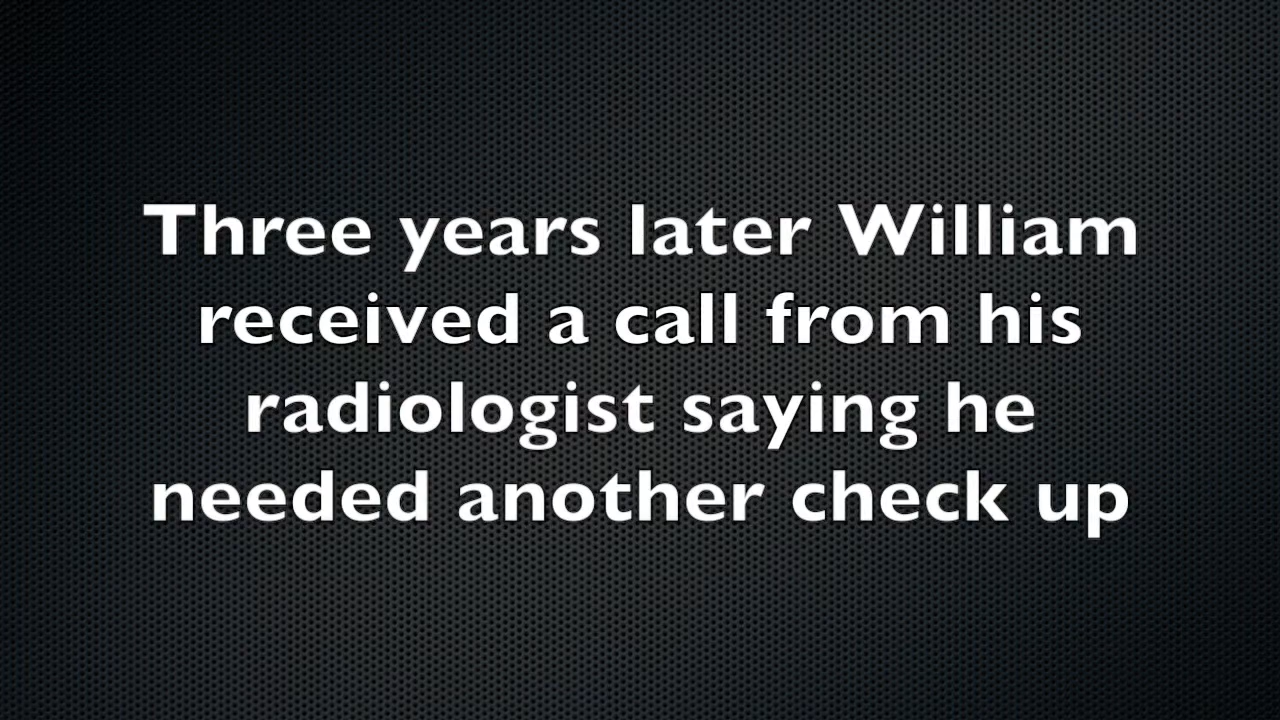 Three years later William
received a call from his
radiologist saying he
needed another check up